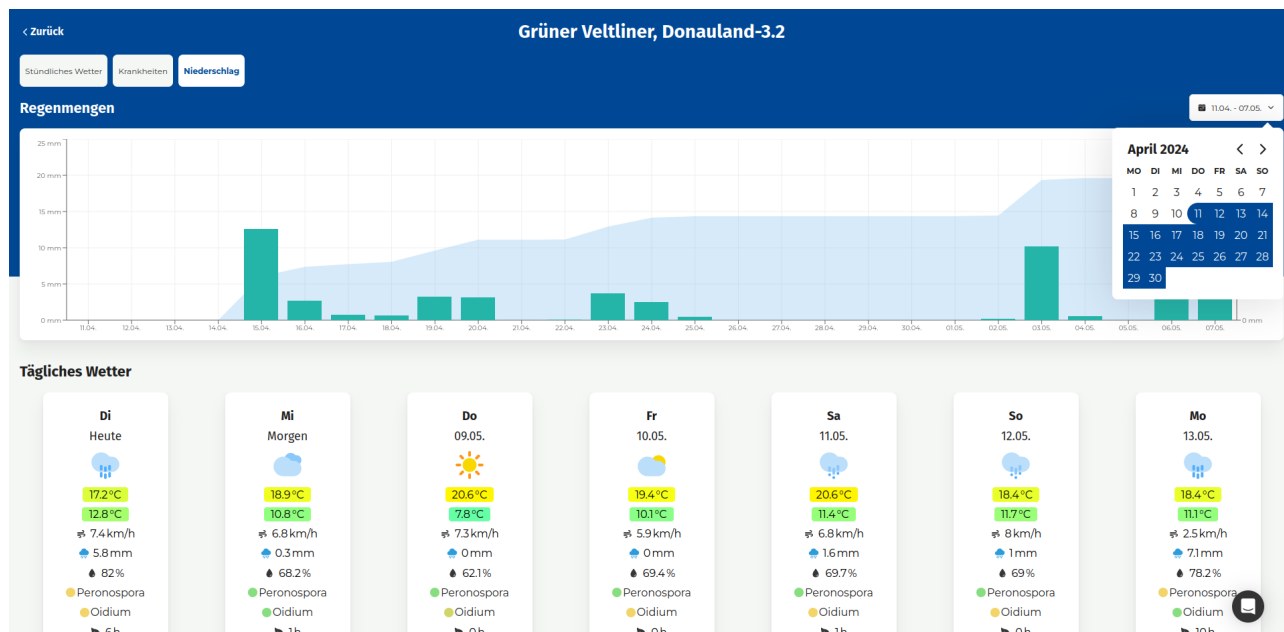 < Zurück
Grüner Veltliner, Donauland-3.2
Stündliches Wetter Krankheiten Niederschlag
Regenmengen
11.04. - 07.05.
25 mm
20 mm
15 mm
10 mm
5 mm
0 mm
11.04. 12.04. 13.04. 14.04. 15.04. 16.04. 17.04. 18.04. 19.04. 20.04. 21.04. 22.04. 23.04. 24.04. 25.04. 26.04. 27.04. 28.04. 29.04. 30.04. 01.05. 02.05. 03.05. 04.05. 05.05. 06.05. 07.05.
0 mm
April 2024 < >
MO DI MI DO FR SA SO
1 2 3 4 5 6 7
8 9 10 11 12 13 14
15 16 17 18 19 20 21
22 23 24 25 26 27 28
29 30
Tägliches Wetter
Di Mi Do Fr Sa So Mo
Heute Morgen 09.05. 10.05. 11.05. 12.05. 13.05.
17.2°C 18.9°C 20.6°C 19.4°C 20.6°C 18.4°C 18.4°C
12.8°C 10.8°C 7.8°C 10.1°C 11.4°C 11.7°C 11.1°C
7.4km/h 6.8km/h 7.3km/h 5.9km/h 6.8km/h 8km/h 2.5km/h
5.8mm 0.3mm 0mm 0mm 1.6mm 1mm 7.1mm
82% 68.2% 62.1% 69.4% 69.7% 69% 78.2%
Peronospora Peronospora Peronospora Peronospora Peronospora Peronospora Peronospora
Oidium Oidium Oidium Oidium Oidium Oidium Oidium
6h 1h 0h 0h 1h 0h 10h